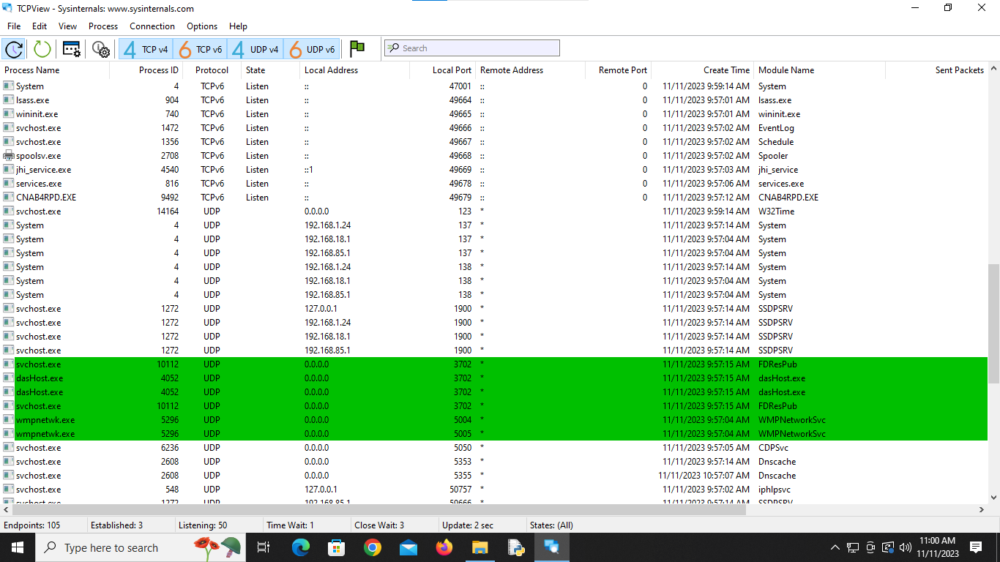 TCPView - Sysinternals: www.sysinternals.com
File Edit View Process Connection Options Help
4 TCP v4 6 TCP v6 4 UDP v4 6 UDP v6 Search
Process Name Process ID Protocol State Local Address Local Port Remote Address Remote Port Create Time Module Name Sent Packets
System 4 TCPv6 Listen :: 47001 :: 0 11/11/2023 9:59:14 AM System
lsass.exe 904 TCPv6 Listen :: 49664 :: 0 11/11/2023 9:57:01 AM lsass.exe
wininit.exe 740 TCPv6 Listen :: 49665 :: 0 11/11/2023 9:57:01 AM wininit.exe
svchost.exe 1472 TCPv6 Listen :: 49666 :: 0 11/11/2023 9:57:02 AM EventLog
svchost.exe 1356 TCPv6 Listen :: 49667 :: 0 11/11/2023 9:57:02 AM Schedule
spoolsv.exe 2708 TCPv6 Listen :: 49668 :: 0 11/11/2023 9:57:02 AM Spooler
jhi_service.exe 4540 TCPv6 Listen ::1 49669 :: 0 11/11/2023 9:57:03 AM jhi_service
services.exe 816 TCPv6 Listen :: 49678 :: 0 11/11/2023 9:57:06 AM services.exe
CNAB4RPD.EXE 9492 TCPv6 Listen :: 49679 :: 0 11/11/2023 9:57:12 AM CNAB4RPD.EXE
svchost.exe 14164 UDP 0.0.0.0 123 * 11/11/2023 9:59:14 AM W32Time
System 4 UDP 192.168.1.24 137 * 11/11/2023 9:57:04 AM System
System 4 UDP 192.168.18.1 137 * 11/11/2023 9:57:04 AM System
System 4 UDP 192.168.85.1 137 * 11/11/2023 9:57:04 AM System
System 4 UDP 192.168.1.24 138 * 11/11/2023 9:57:04 AM System
System 4 UDP 192.168.18.1 138 * 11/11/2023 9:57:04 AM System
System 4 UDP 192.168.85.1 138 * 11/11/2023 9:57:04 AM System
svchost.exe 1272 UDP 127.0.0.1 1900 * 11/11/2023 9:57:14 AM SSDPSRV
svchost.exe 1272 UDP 192.168.1.24 1900 * 11/11/2023 9:57:14 AM SSDPSRV
svchost.exe 1272 UDP 192.168.18.1 1900 * 11/11/2023 9:57:14 AM SSDPSRV
svchost.exe 1272 UDP 192.168.85.1 1900 * 11/11/2023 9:57:14 AM SSDPSRV
svchost.exe 10112 UDP 0.0.0.0 3702 * 11/11/2023 9:57:15 AM FDResPub
dasHost.exe 4052 UDP 0.0.0.0 3702 * 11/11/2023 9:57:15 AM dasHost.exe
dasHost.exe 4052 UDP 0.0.0.0 3702 * 11/11/2023 9:57:15 AM dasHost.exe
svchost.exe 10112 UDP 0.0.0.0 3702 * 11/11/2023 9:57:15 AM FDResPub
wmpnetwk.exe 5296 UDP 0.0.0.0 5004 * 11/11/2023 9:57:04 AM WMPNetworkSvc
wmpnetwk.exe 5296 UDP 0.0.0.0 5005 * 11/11/2023 9:57:04 AM WMPNetworkSvc
svchost.exe 6236 UDP 0.0.0.0 5050 * 11/11/2023 9:57:05 AM CDPSvc
svchost.exe 2608 UDP 0.0.0.0 5353 * 11/11/2023 9:57:14 AM Dnscache
svchost.exe 2608 UDP 0.0.0.0 5355 * 11/11/2023 10:57:07 AM Dnscache
svchost.exe 548 UDP 127.0.0.1 50757 * 11/11/2023 9:57:02 AM iphlpsvc
svchost.exe 1272 UDP 192.168.85.1 59666 * 11/11/2023 9:57:14 AM SSDPSRV
Endpoints: 105 Established: 3 Listening: 50 Time Wait: 1 Close Wait: 3 Update: 2 sec States: (All)
Type here to search
11:00 AM
11/11/2023